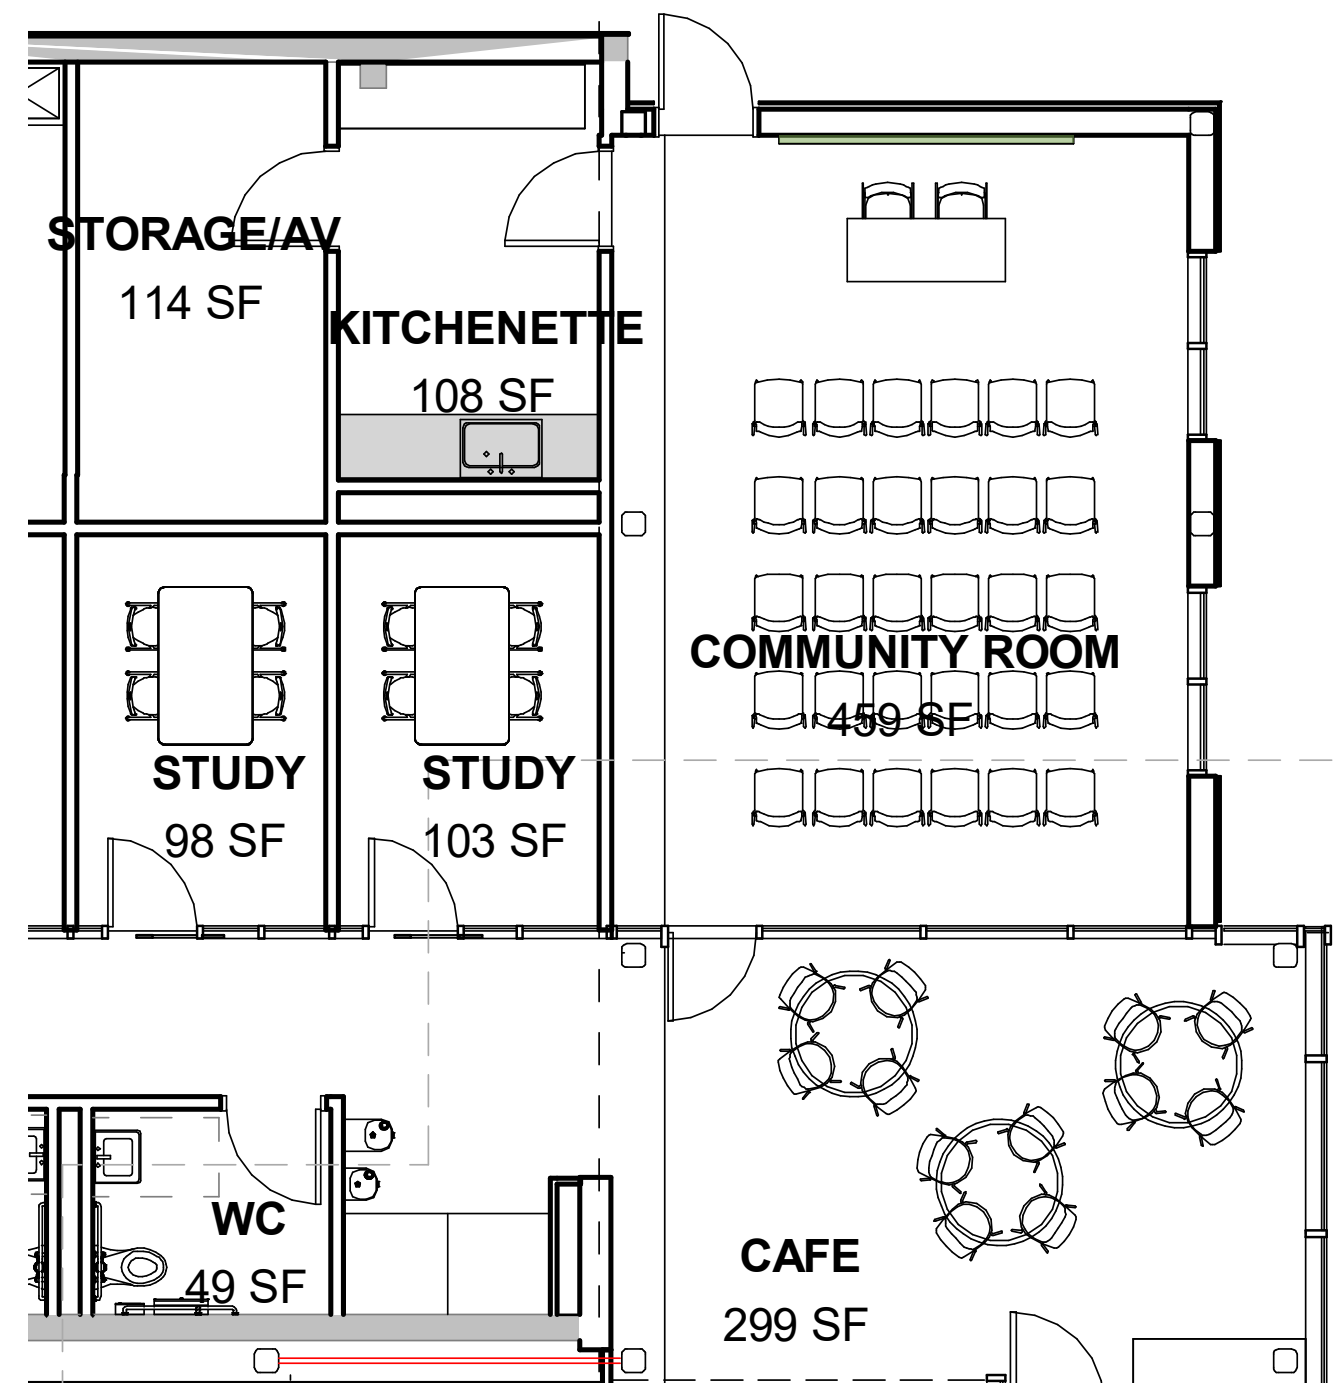 STORAGE/AV
114 SF
KITCHENETTE
108 SF
COMMUNITY ROOM
459 SF
STUDY
98 SF
STUDY
103 SF
WC
49 SF
CAFE
299 SF